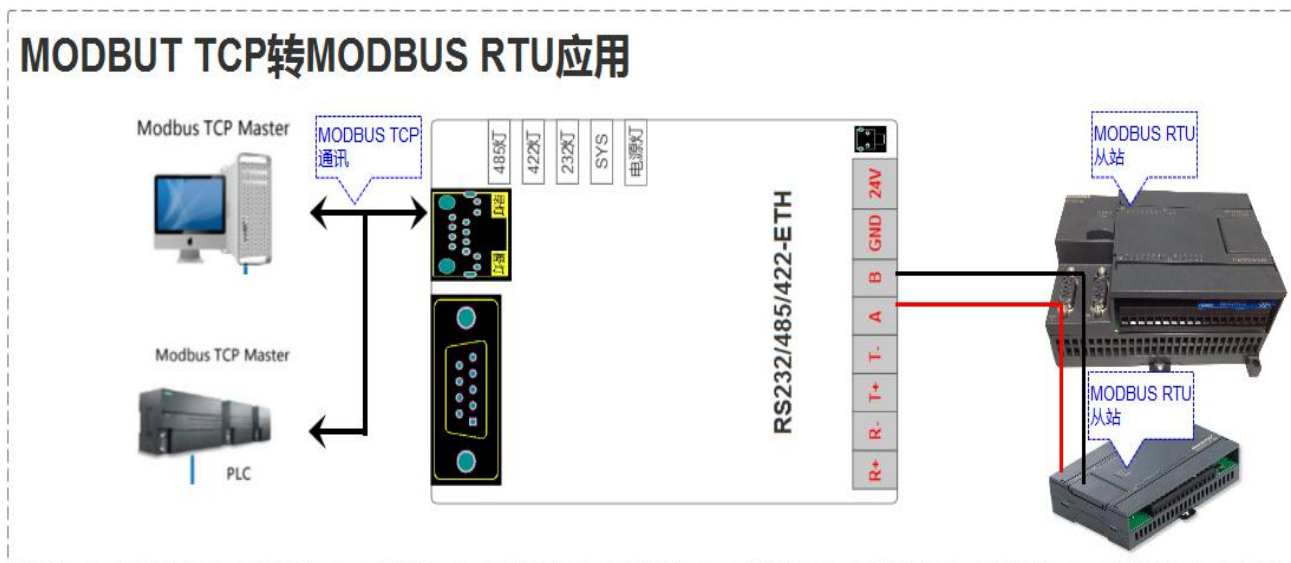 MODBUT TCP转MODBUS RTU应用
Modbus TCP Master
MODBUS TCP
通讯
485灯
422灯
232灯
SYS
电源灯
MODBUS RTU
从站
24V
GND
B
A
T-
T+
R-
R+
RS232/485/422-ETH
Modbus TCP Master
PLC
MODBUS RTU
从站